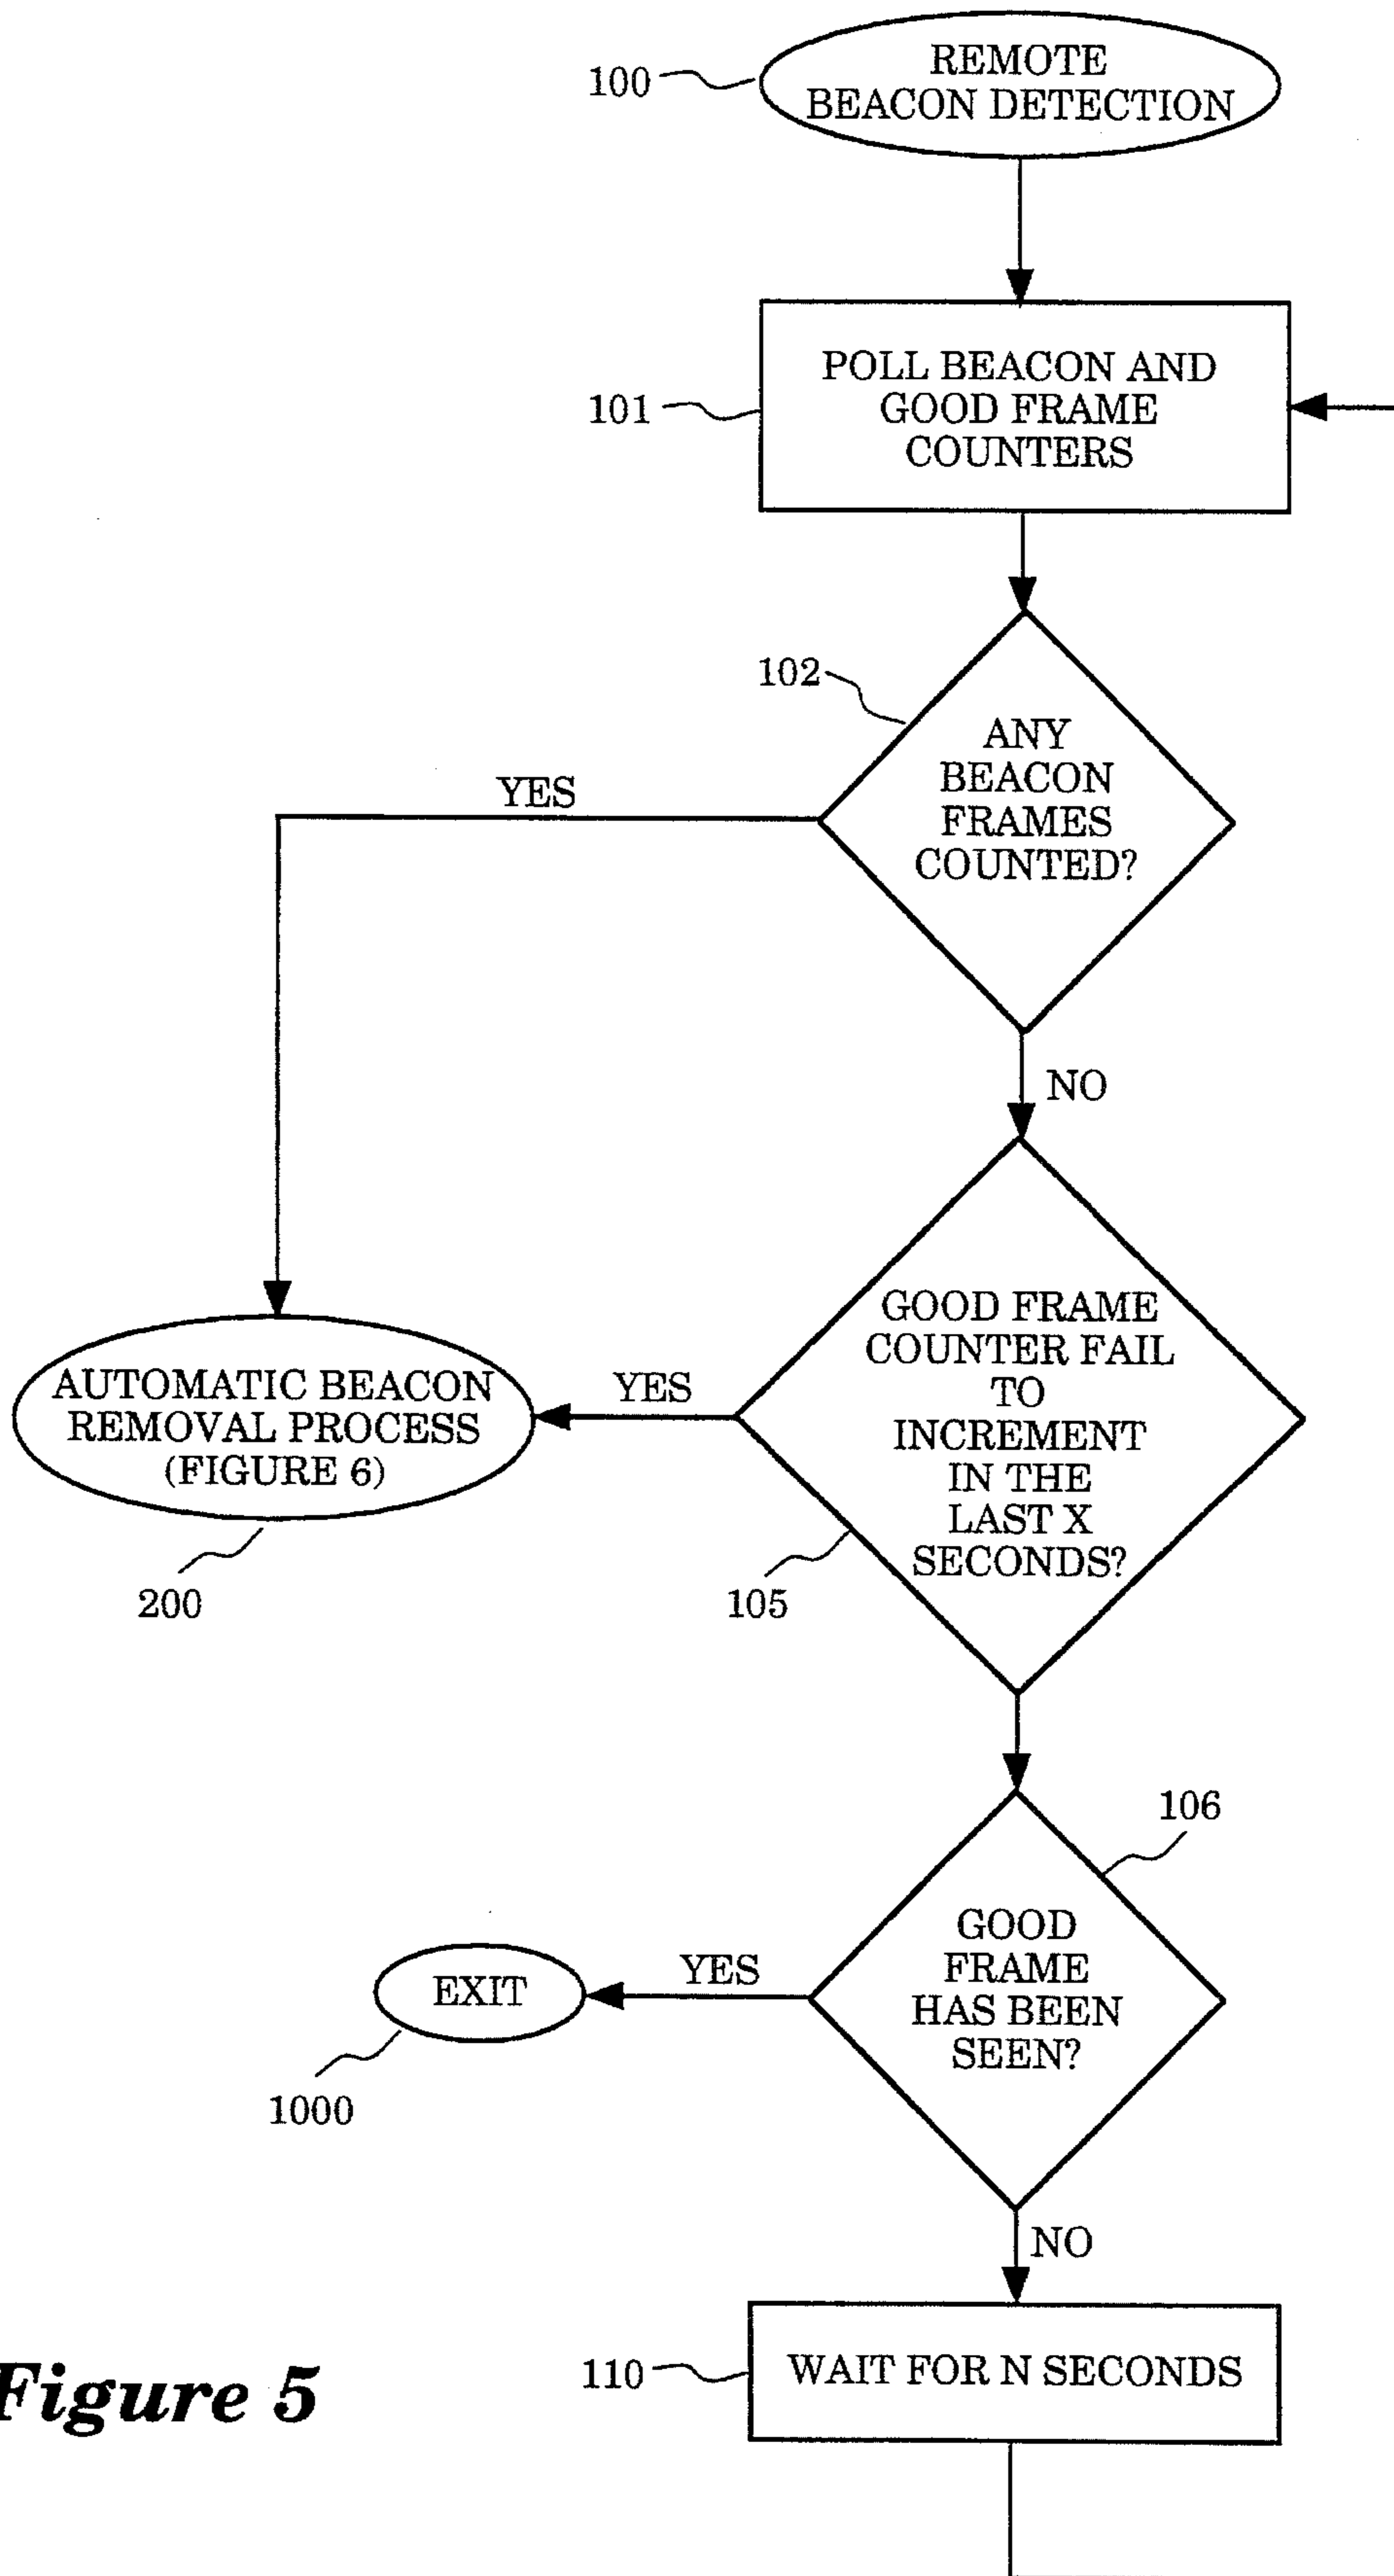 100
REMOTE
BEACON DETECTION
101
POLL BEACON AND
GOOD FRAME
COUNTERS
102
ANY
BEACON
FRAMES
COUNTED?
YES
NO
AUTOMATIC BEACON
REMOVAL PROCESS
(FIGURE 6)
200
YES
GOOD FRAME
COUNTER FAIL
TO
INCREMENT
IN THE
LAST X
SECONDS?
105
106
GOOD
FRAME
HAS BEEN
SEEN?
YES
EXIT
1000
NO
110
WAIT FOR N SECONDS
Figure 5